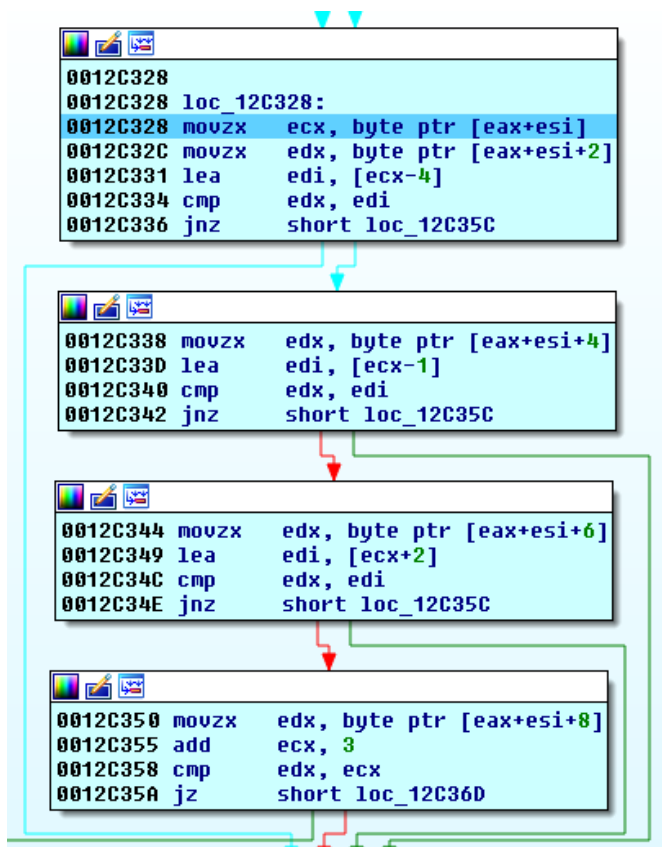 0012C328
0012C328 loc_12C328:
0012C328 movzx ecx, byte ptr [eax+esi]
0012C32C movzx edx, byte ptr [eax+esi+2]
0012C331 lea edi, [ecx-4]
0012C334 cmp edx, edi
0012C336 jnz short loc_12C35C
0012C338 movzx edx, byte ptr [eax+esi+4]
0012C33D lea edi, [ecx-1]
0012C340 cmp edx, edi
0012C342 jnz short loc_12C35C
0012C344 movzx edx, byte ptr [eax+esi+6]
0012C349 lea edi, [ecx+2]
0012C34C cmp edx, edi
0012C34E jnz short loc_12C35C
0012C350 movzx edx, byte ptr [eax+esi+8]
0012C355 add ecx, 3
0012C358 cmp edx, ecx
0012C35A jz short loc_12C36D